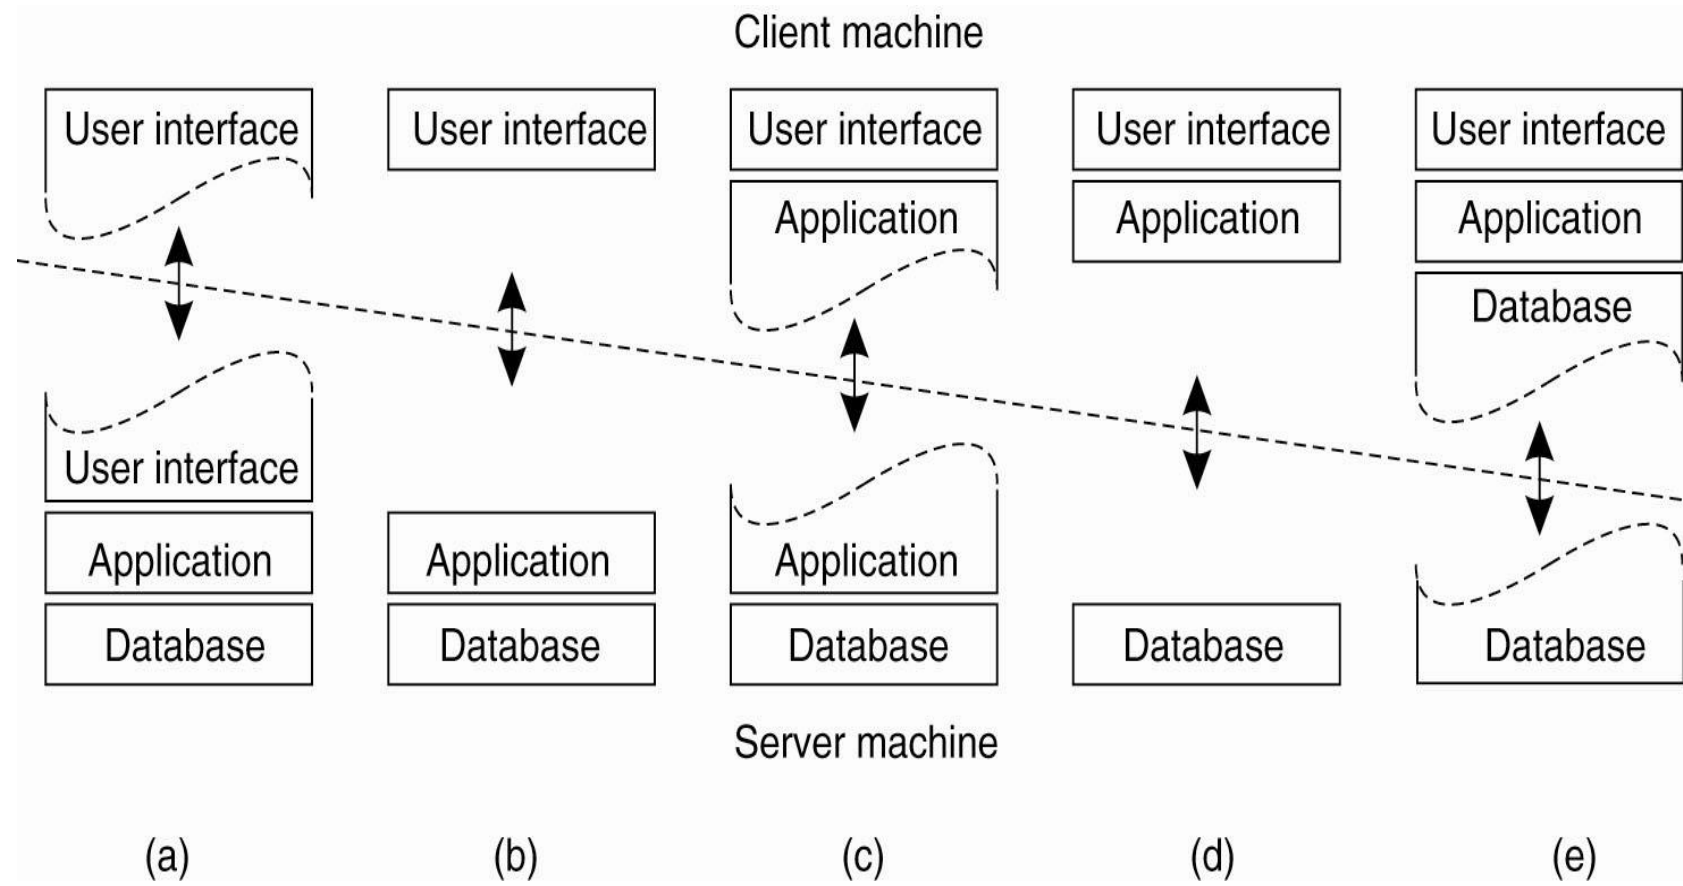 Client machine
User interface User interface User interface User interface User interface
Application Application Application
Database
User interface
Application Application Application
Database Database Database Database Database
Server machine
(a) (b) (c) (d) (e)